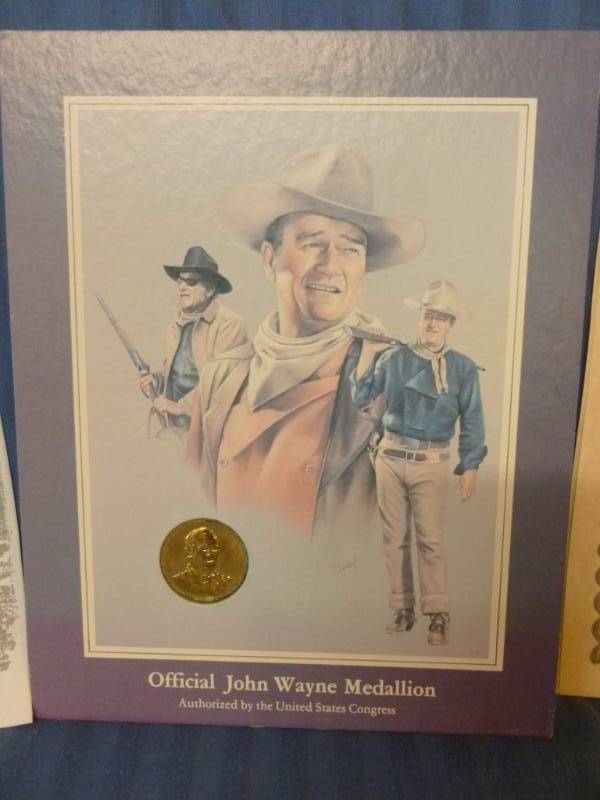 Official John Wayne Medallion
Authorized by the United States Congress